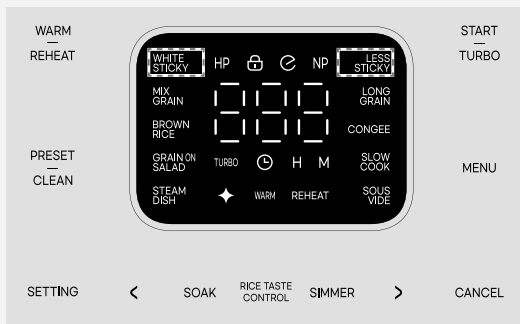 WARM
REHEAT
START
TURBO
WHITE
STICKY
HP
NP
LESS
STICKY
MIX
GRAIN
888
LONG
GRAIN
BROWN
RICE
CONGEE
PRESET
CLEAN
GRAIN ON
SALAD
TURBO
H
M
SLOW
COOK
MENU
STEAM
DISH
WARM
REHEAT
SOUS
VIDE
SETTING
<
SOAK
RICE TASTE
CONTROL
SIMMER
>
CANCEL